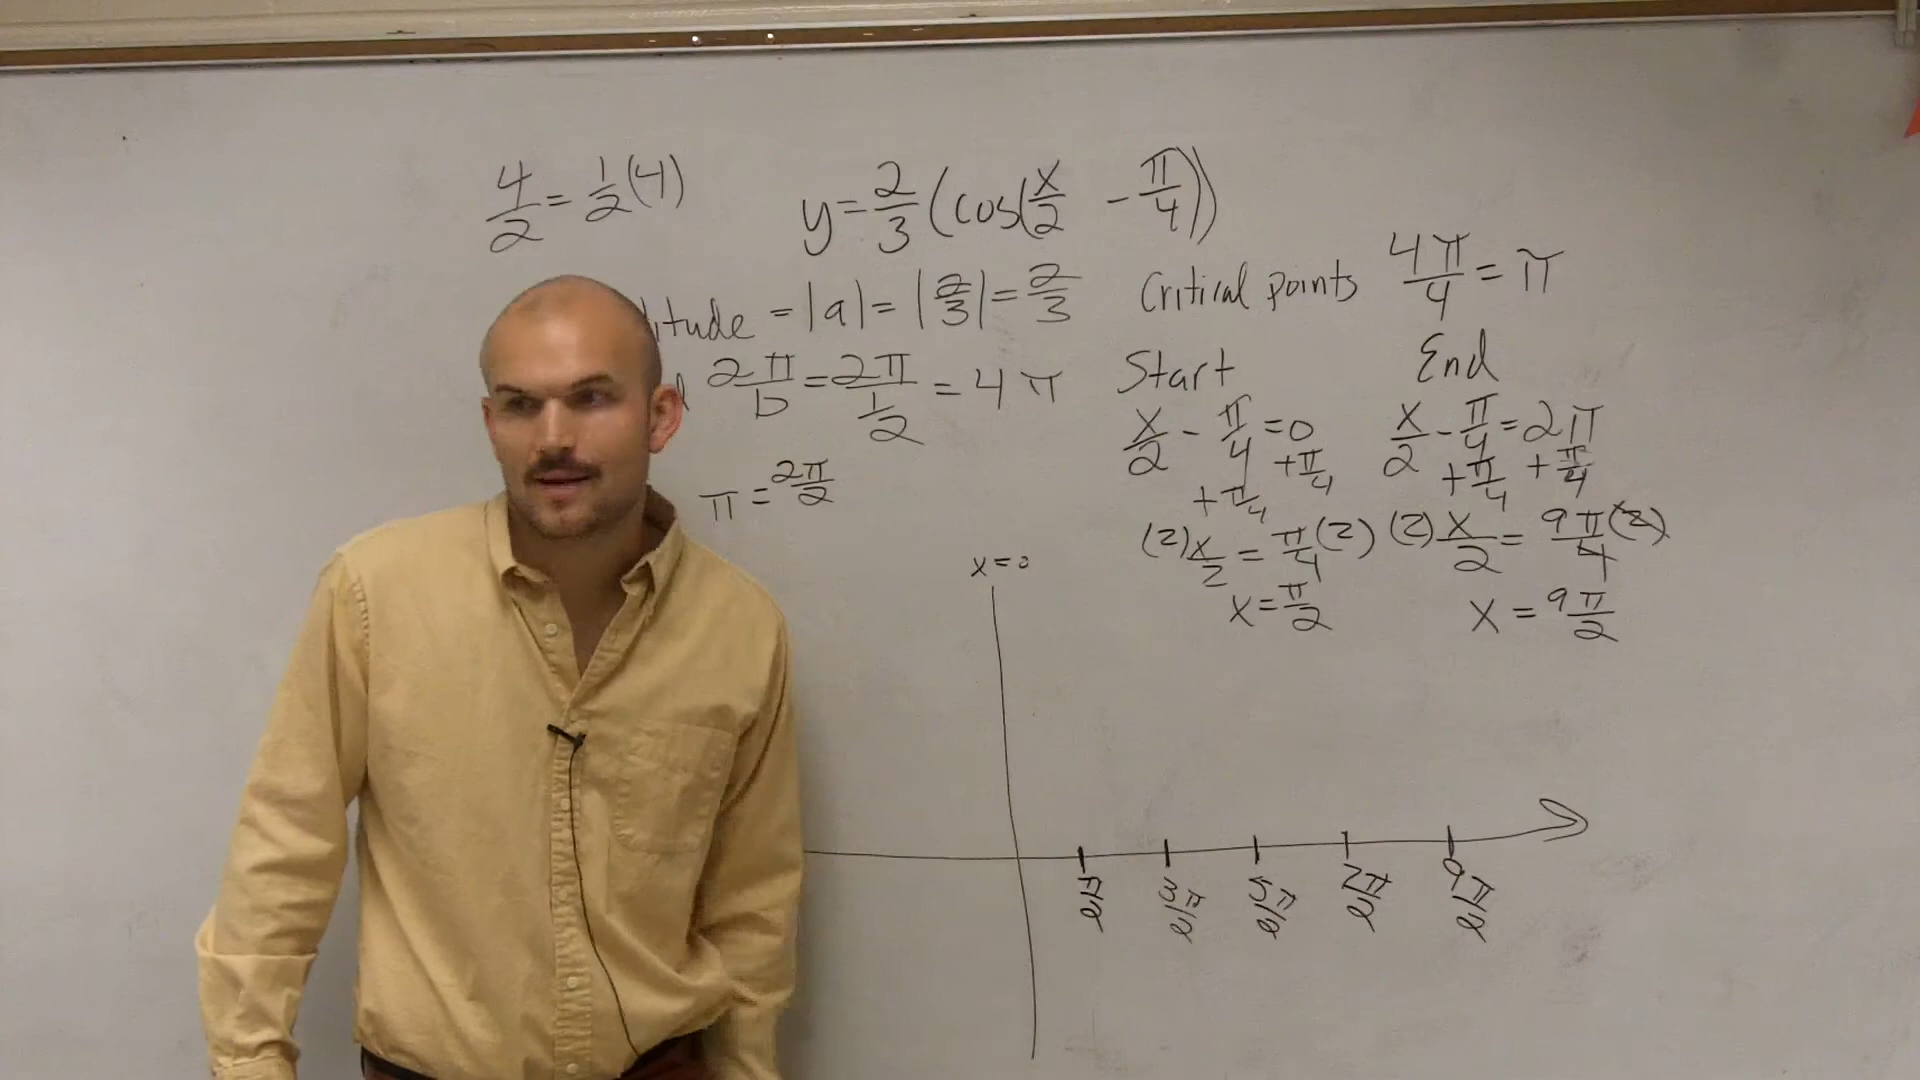 4/2 = 1/2(4)
y = 2/3(cos(x/2 - π/4))
litude = |a| = |2/3| = 2/3
d 2π/b = 2π/(1/2) = 4π
π = 2π/2
Critical points 4π/4 = π
Start
x/2 - π/4 = 0
+π/4 +π/4
(2)x/2 = π/4(2)
x = π/2
End
x/2 - π/4 = 2π
+π/4 +π/4
(2)x/2 = 9π/4(2)
x = 9π/2
x = 0
π/2 3π/2 5π/2 7π/2 9π/2